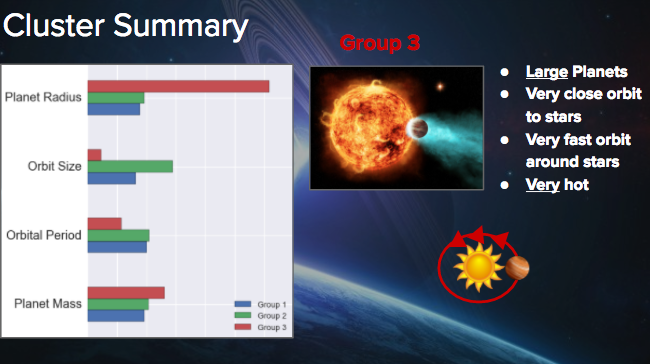 Cluster Summary
Group 3
Planet Radius
Orbit Size
Orbital Period
Planet Mass
Group 1
Group 2
Group 3
Large Planets
Very close orbit
to stars
Very fast orbit
around stars
Very hot